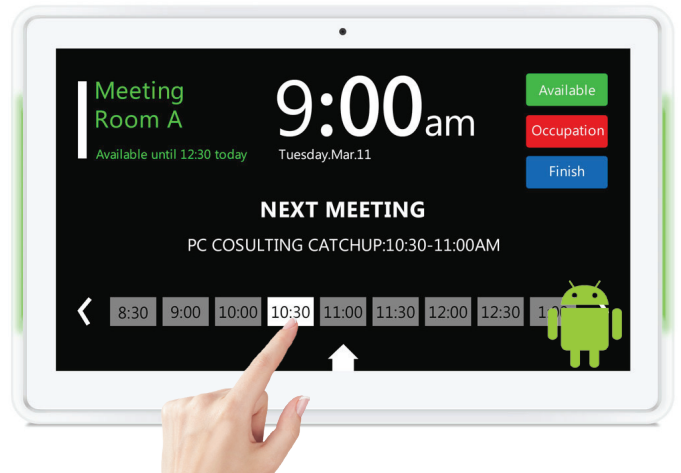 Meeting
Room A
Available until 12:30 today
9:00am
Tuesday.Mar.11
Available
Occupation
Finish
NEXT MEETING
PC COSULTING CATCHUP:10:30-11:00AM
8:30 9:00 10:00 10:30 11:00 11:30 12:00 12:30